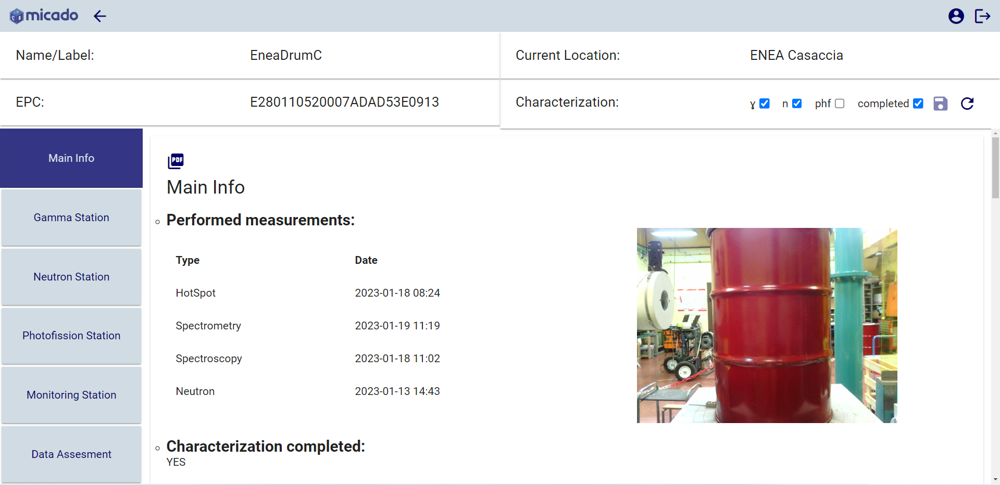 micado
Name/Label: EneaDrumC
Current Location: ENEA Casaccia
EPC: E280110520007ADAD53E0913
Characterization: ɣ n phf completed
Main Info
Gamma Station
Neutron Station
Photofission Station
Monitoring Station
Data Assesment
PDF
Main Info
Performed measurements:
Type Date
HotSpot 2023-01-18 08:24
Spectrometry 2023-01-19 11:19
Spectroscopy 2023-01-18 11:02
Neutron 2023-01-13 14:43
Characterization completed:
YES